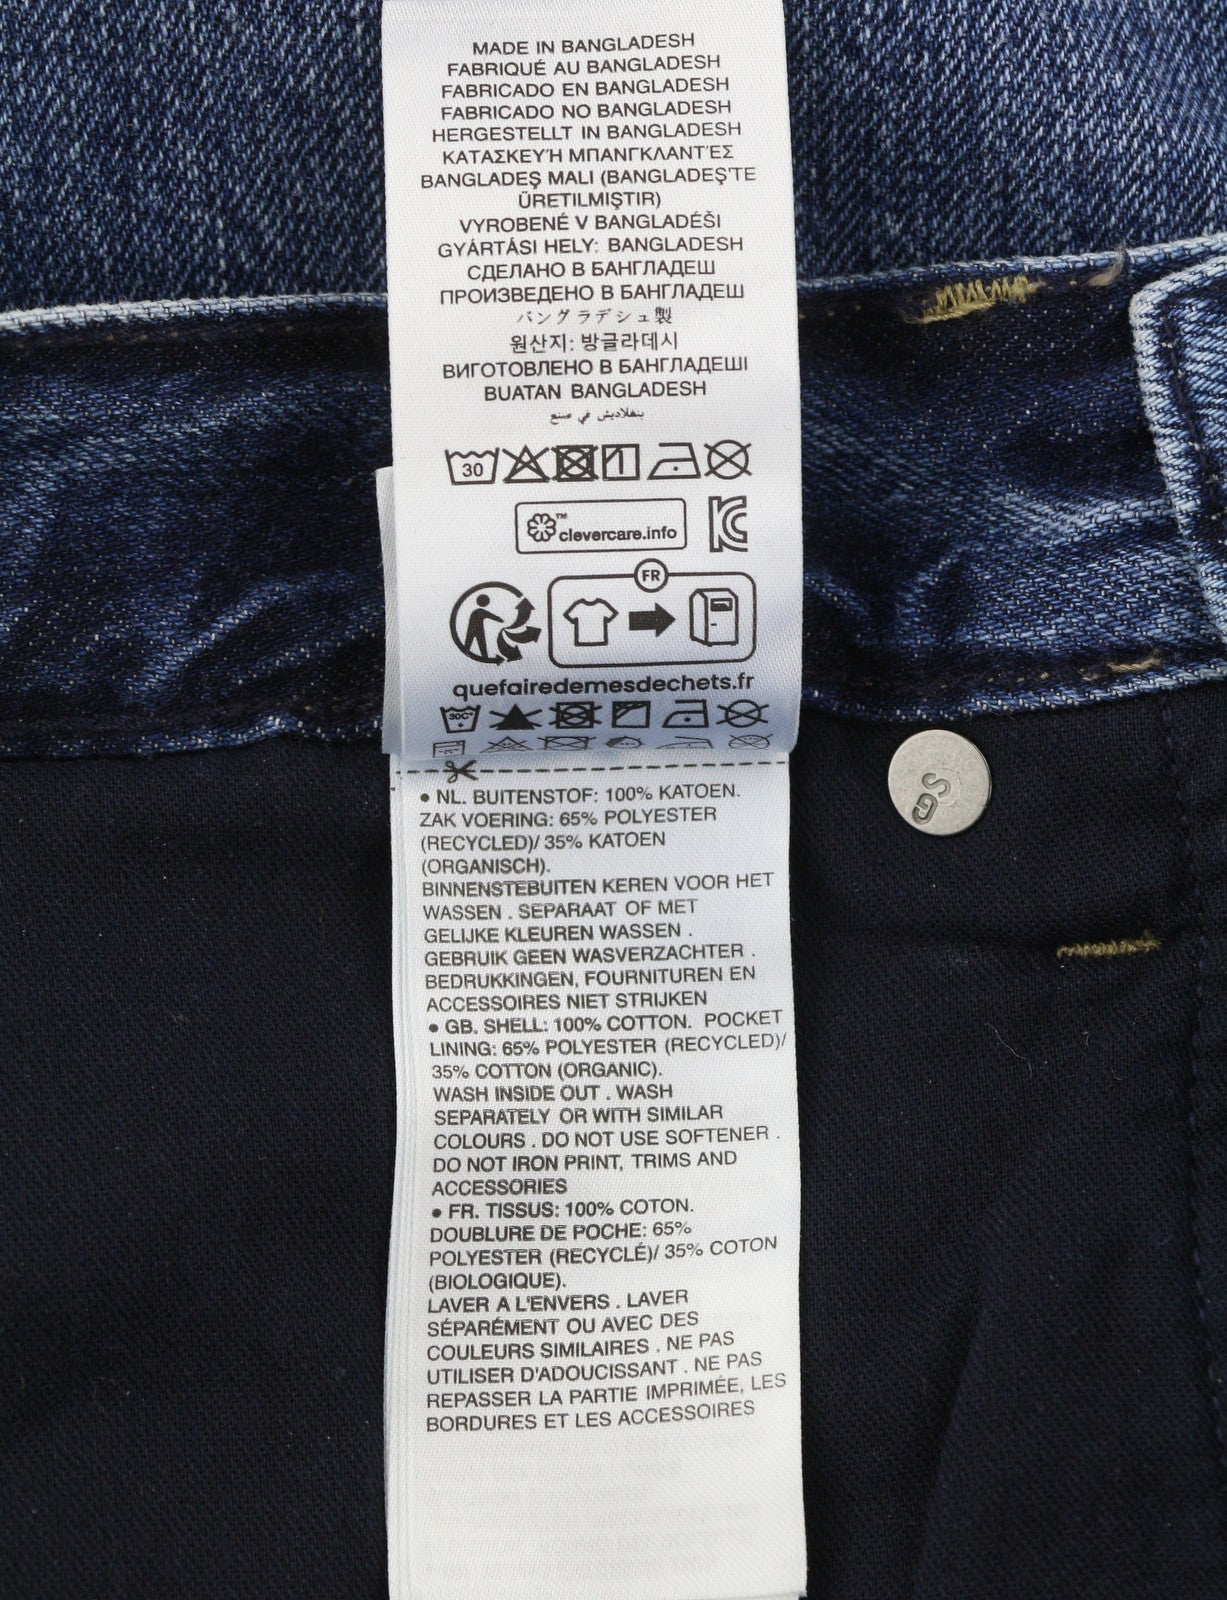 MADE IN BANGLADESH
FABRIQUÉ AU BANGLADESH
FABRICADO EN BANGLADESH
FABRICADO NO BANGLADESH
HERGESTELLT IN BANGLADESH
ΚΑΤΑΣΚΕΥΉ ΜΠΑΝΓΚΛΑΝΤΈΣ
BANGLADEŞ MALI (BANGLADEŞ'TE
ÜRETILMIŞTIR)
VYROBENÉ V BANGLADÉŠI
GYÁRTÁSI HELY: BANGLADESH
СДЕЛАНО В БАНГЛАДЕШ
ПРОИЗВЕДЕНО В БАНГЛАДЕШ
バングラデシュ製
원산지: 방글라데시
ВИГОТОВЛЕНО В БАНГЛАДЕШІ
BUATAN BANGLADESH
صنع في بنغلاديش
30
™
clevercare.info
FR
quefairedemesdechets.fr
30C°
• NL. BUITENSTOF: 100% KATOEN.
ZAK VOERING: 65% POLYESTER
(RECYCLED)/ 35% KATOEN
(ORGANISCH).
BINNENSTEBUITEN KEREN VOOR HET
WASSEN . SEPARAAT OF MET
GELIJKE KLEUREN WASSEN .
GEBRUIK GEEN WASVERZACHTER .
BEDRUKKINGEN, FOURNITUREN EN
ACCESSOIRES NIET STRIJKEN
• GB. SHELL: 100% COTTON. POCKET
LINING: 65% POLYESTER (RECYCLED)/
35% COTTON (ORGANIC).
WASH INSIDE OUT . WASH
SEPARATELY OR WITH SIMILAR
COLOURS . DO NOT USE SOFTENER .
DO NOT IRON PRINT, TRIMS AND
ACCESSORIES
• FR. TISSUS: 100% COTON.
DOUBLURE DE POCHE: 65%
POLYESTER (RECYCLÉ)/ 35% COTON
(BIOLOGIQUE).
LAVER A L'ENVERS . LAVER
SÉPARÉMENT OU AVEC DES
COULEURS SIMILAIRES . NE PAS
UTILISER D'ADOUCISSANT . NE PAS
REPASSER LA PARTIE IMPRIMÉE, LES
BORDURES ET LES ACCESSOIRES
GS